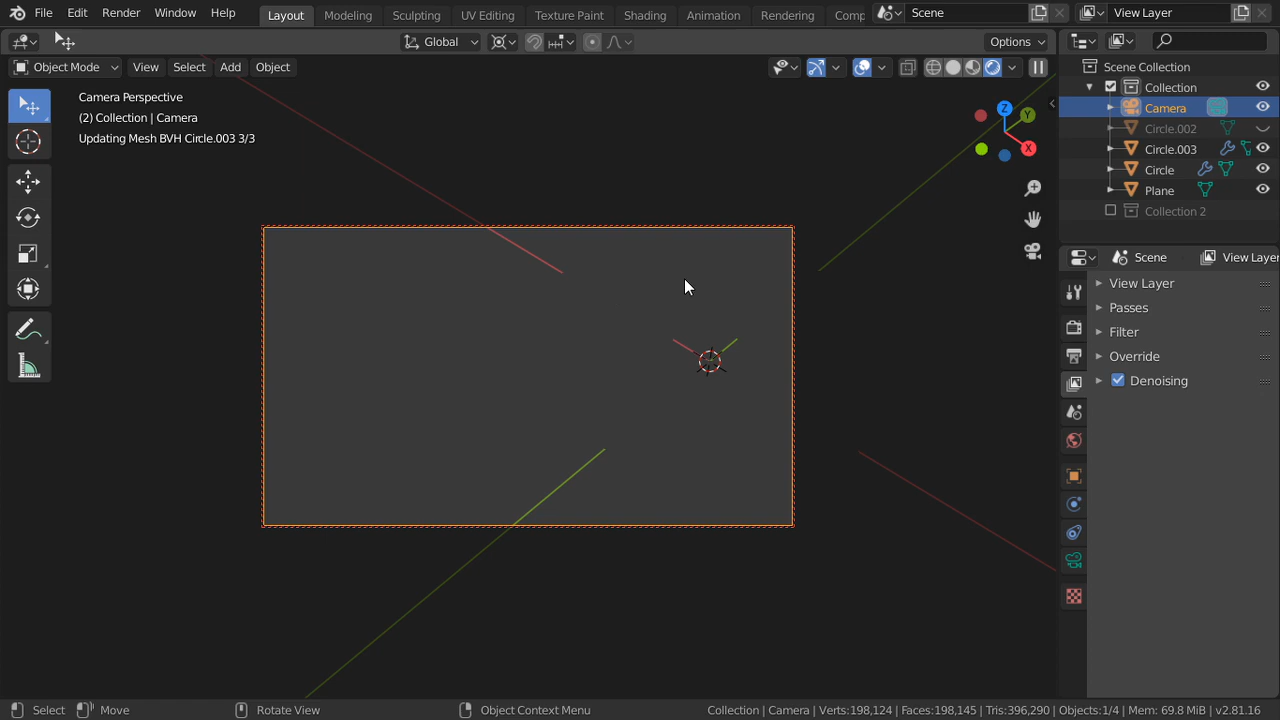 File Edit Render Window Help Layout Modeling Sculpting UV Editing Texture Paint Shading Animation Rendering Comp Scene View Layer
Global Options
Object Mode View Select Add Object
Camera Perspective
(2) Collection | Camera
Updating Mesh BVH Circle.003 3/3
Z
Y
X
Scene Collection
Collection
Camera
Circle.002
Circle.003
Circle
Plane
Collection 2
Scene View Layer
View Layer
Passes
Filter
Override
Denoising
Select Move Rotate View Object Context Menu Collection | Camera | Verts:198,124 | Faces:198,145 | Tris:396,290 | Objects:1/4 | Mem: 69.8 MiB | v2.81.16